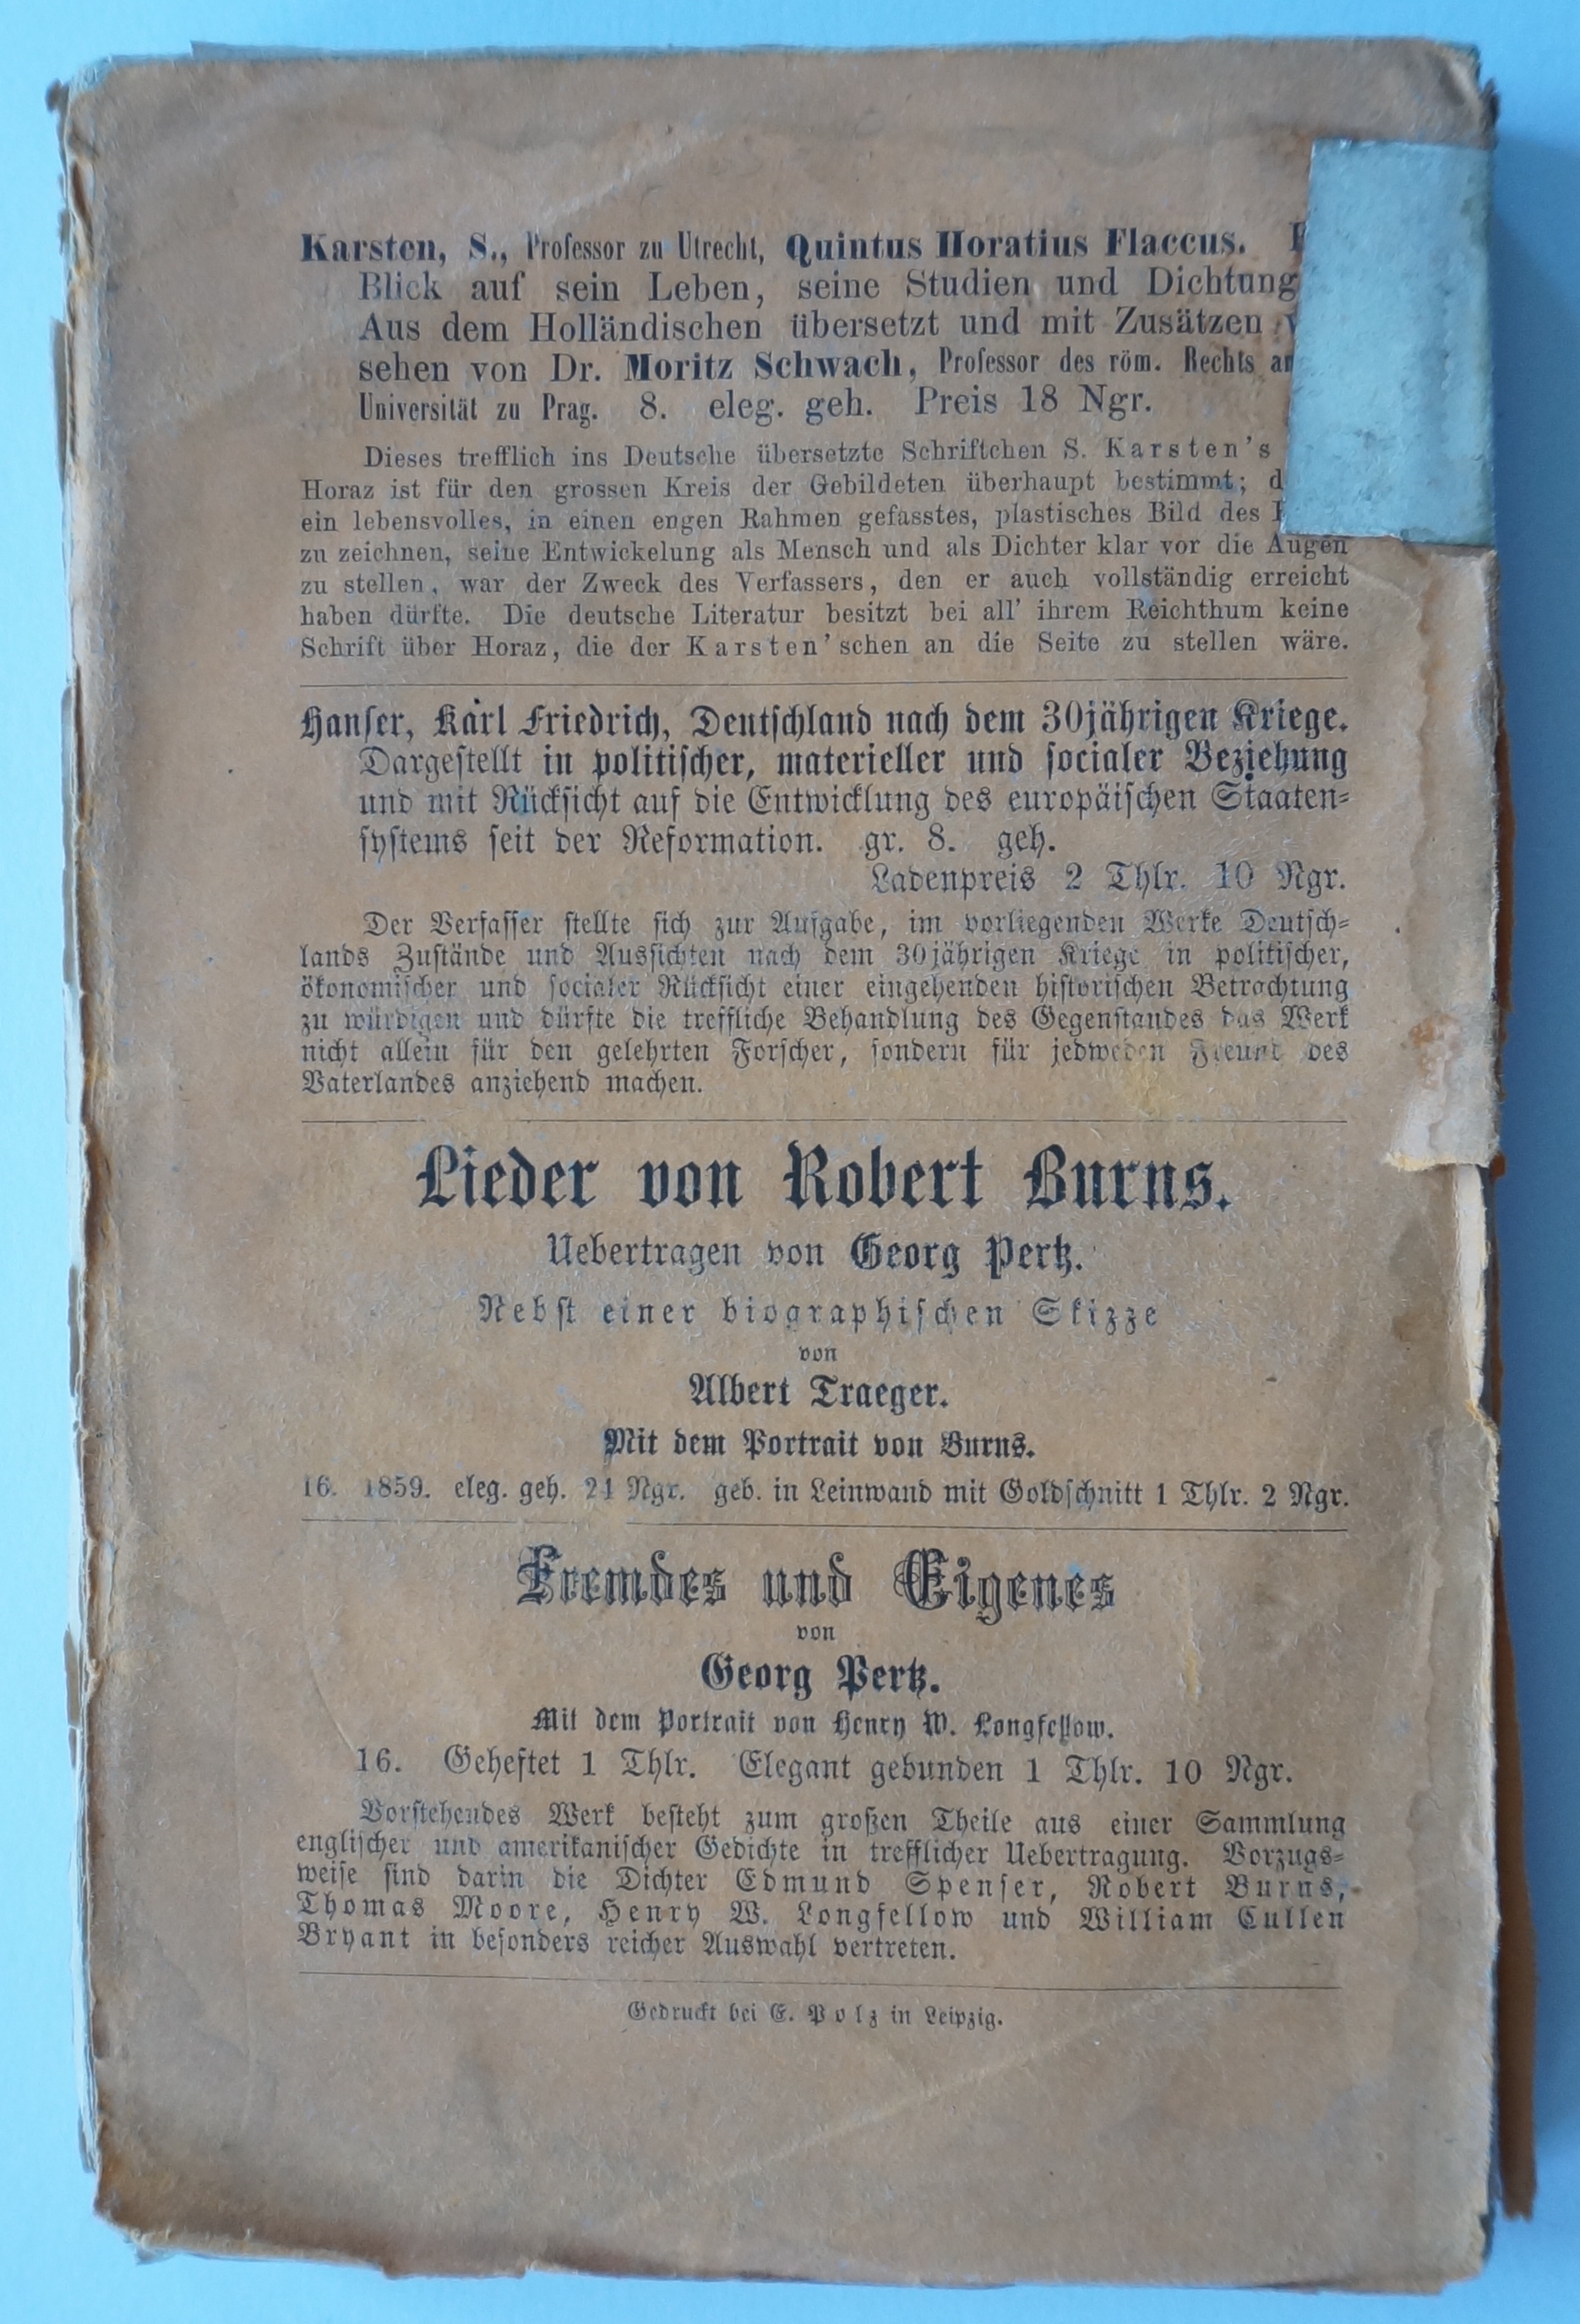 Karsten, S., Professor zu Utrecht, Quintus Horatius Flaccus.
Blick auf sein Leben, seine Studien und Dichtung
Aus dem Holländischen übersetzt und mit Zusätzen
sehen von Dr. Moritz Schwach, Professor des röm. Rechts an
Universität zu Prag. 8. eleg. geh. Preis 18 Ngr.
Dieses trefflich ins Deutsche übersetzte Schriftchen S. Karsten's
Horaz ist für den grossen Kreis der Gebildeten überhaupt bestimmt;
ein lebensvolles, in einen engen Rahmen gefasstes, plastisches Bild des
zu zeichnen, seine Entwickelung als Mensch und als Dichter klar vor die Augen
zu stellen, war der Zweck des Verfassers, den er auch vollständig erreicht
haben dürfte. Die deutsche Literatur besitzt bei all' ihrem Reichthum keine
Schrift über Horaz, die der Karsten'schen an die Seite zu stellen wäre.
Hanser, Karl Friedrich, Deutschland nach dem 30jährigen Kriege.
Dargestellt in politischer, materieller und socialer Beziehung
und mit Rücksicht auf die Entwicklung des europäischen Staaten-
systems seit der Reformation. gr. 8. geh.
Ladenpreis 2 Thlr. 10 Ngr.
Der Verfasser stellte sich zur Aufgabe, im vorliegenden Werke Deutsch-
lands Zustände und Aussichten nach dem 30jährigen Kriege in politischer,
ökonomischer und socialer Rücksicht einer eingehenden historischen Betrachtung
zu würdigen und dürfte die treffliche Behandlung des Gegenstandes das Werk
nicht allein für den gelehrten Forscher, sondern für jedweden Freund des
Vaterlandes anziehend machen.
Lieder von Robert Burns.
Uebertragen von Georg Pertz.
Nebst einer biographischen Skizze
von
Albert Traeger.
Mit dem Portrait von Burns.
16. 1859. eleg. geh. 24 Ngr. geb. in Leinwand mit Goldschnitt 1 Thlr. 2 Ngr.
Fremdes und Eigenes
von
Georg Pertz.
Mit dem Portrait von Henry W. Longfellow.
16. Geheftet 1 Thlr. Elegant gebunden 1 Thlr. 10 Ngr.
Vorstehendes Werk besteht zum großen Theile aus einer Sammlung
englischer und amerikanischer Gedichte in trefflicher Uebertragung. Vorzugs-
weise sind darin die Dichter Edmund Spenser, Robert Burns,
Thomas Moore, Henry W. Longfellow und William Cullen
Bryant in besonders reicher Auswahl vertreten.
Gedruckt bei E. Polz in Leipzig.